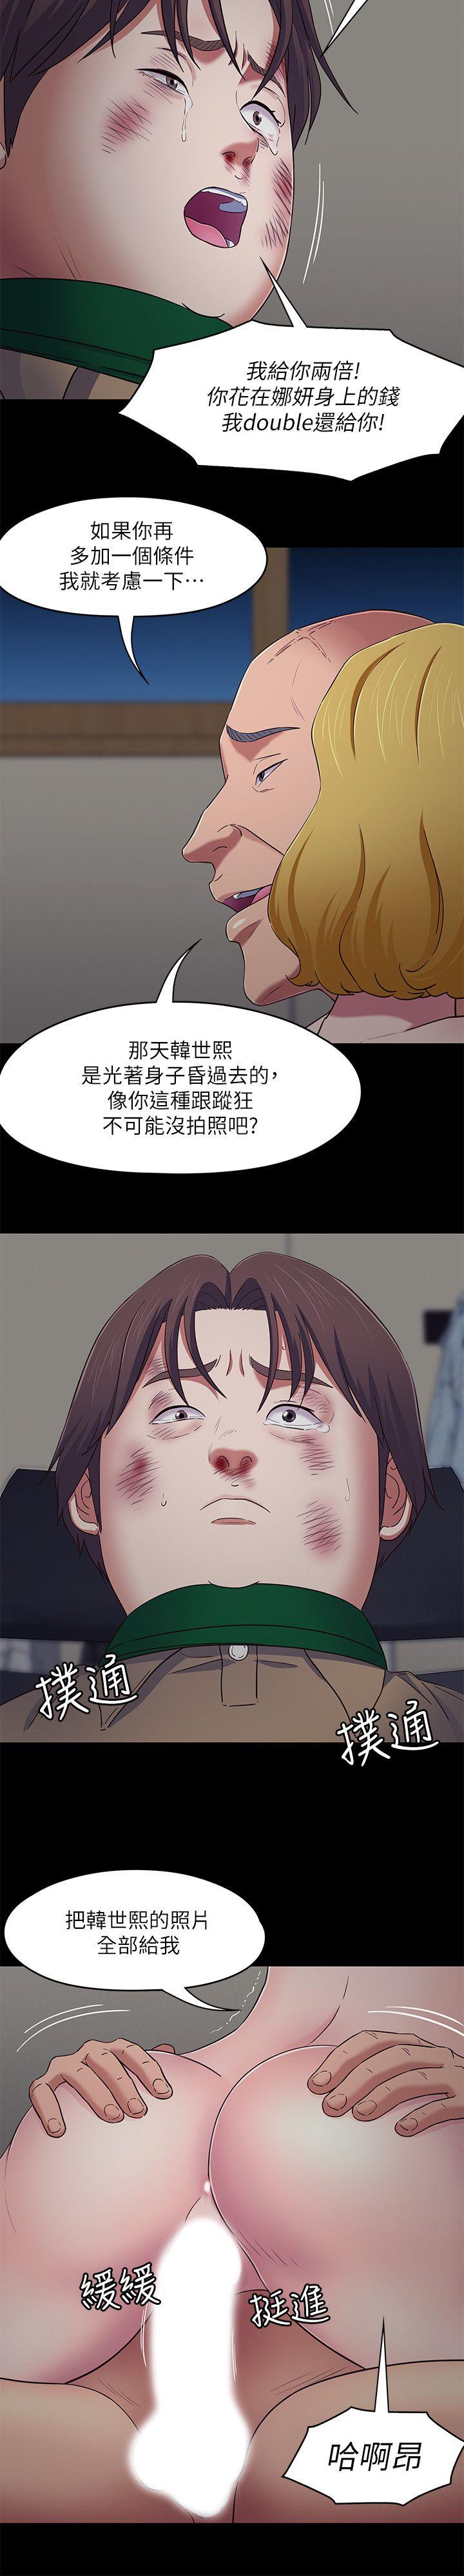 我給你兩倍!
你花在娜妍身上的錢
我double還給你!
如果你再
多加一個條件
我就考慮一下⋯
那天韓世熙
是光著身子昏過去的,
像你這種跟蹤狂
不可能沒拍照吧?
撲通
撲通
把韓世熙的照片
全部給我
緩緩
挺進
哈啊昂